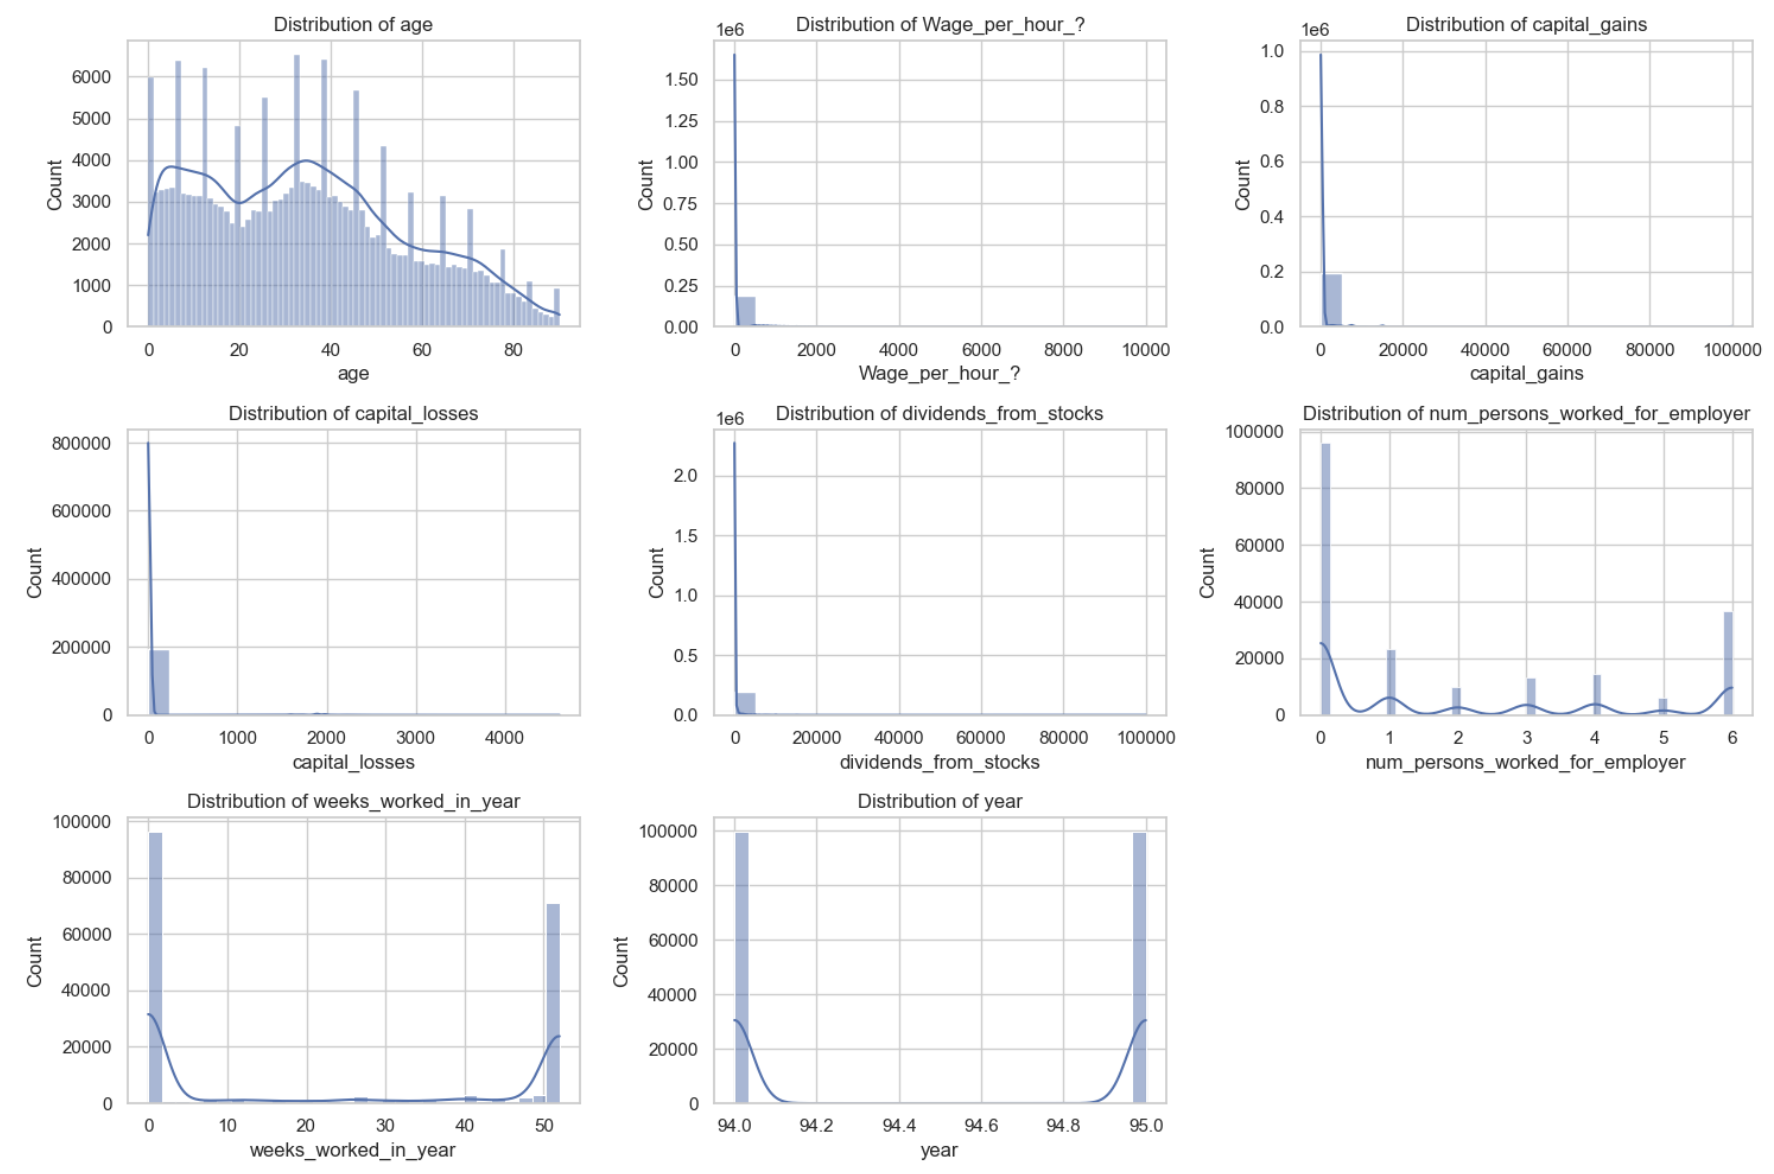 Distribution of age
Count
6000
5000
4000
3000
2000
1000
0
0 20 40 60 80
age
Distribution of Wage_per_hour_?
1e6
Count
1.50
1.25
1.00
0.75
0.50
0.25
0.00
0 2000 4000 6000 8000 10000
Wage_per_hour_?
Distribution of capital_gains
1e6
Count
1.0
0.8
0.6
0.4
0.2
0.0
0 20000 40000 60000 80000 100000
capital_gains
Distribution of capital_losses
Count
800000
600000
400000
200000
0
0 1000 2000 3000 4000
capital_losses
Distribution of dividends_from_stocks
1e6
Count
2.0
1.5
1.0
0.5
0.0
0 20000 40000 60000 80000 100000
dividends_from_stocks
Distribution of num_persons_worked_for_employer
Count
100000
80000
60000
40000
20000
0
0 1 2 3 4 5 6
num_persons_worked_for_employer
Distribution of weeks_worked_in_year
Count
100000
80000
60000
40000
20000
0
0 10 20 30 40 50
weeks_worked_in_year
Distribution of year
Count
100000
80000
60000
40000
20000
0
94.0 94.2 94.4 94.6 94.8 95.0
year